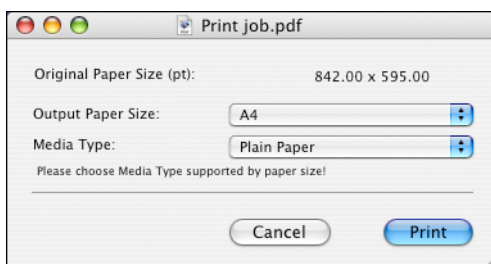 Print job.pdf
Original Paper Size (pt): 842.00 x 595.00
Output Paper Size: A4
Media Type: Plain Paper
Please choose Media Type supported by paper size!
Cancel Print